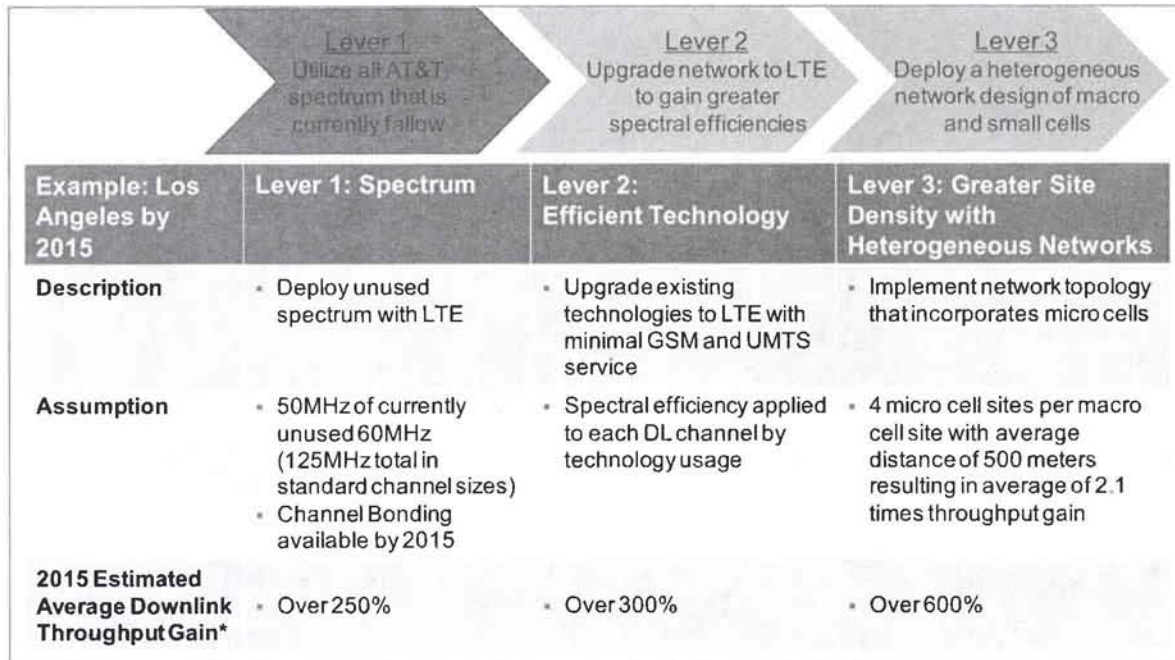 Lever 1
Utilize all AT&T
spectrum that is
currently fallow
Lever 2
Upgrade network to LTE
to gain greater
spectral efficiencies
Lever 3
Deploy a heterogeneous
network design of macro
and small cells
Example: Los
Angeles by
2015
Lever 1: Spectrum
Lever 2:
Efficient Technology
Lever 3: Greater Site
Density with
Heterogeneous Networks
Description
• Deploy unused
spectrum with LTE
• Upgrade existing
technologies to LTE with
minimal GSM and UMTS
service
• Implement network topology
that incorporates micro cells
Assumption
• 50MHz of currently
unused 60MHz
(125MHz total in
standard channel sizes)
• Channel Bonding
available by 2015
• Spectral efficiency applied
to each DL channel by
technology usage
• 4 micro cell sites per macro
cell site with average
distance of 500 meters
resulting in average of 2.1
times throughput gain
2015 Estimated
Average Downlink
Throughput Gain*
• Over 250%
• Over 300%
• Over 600%